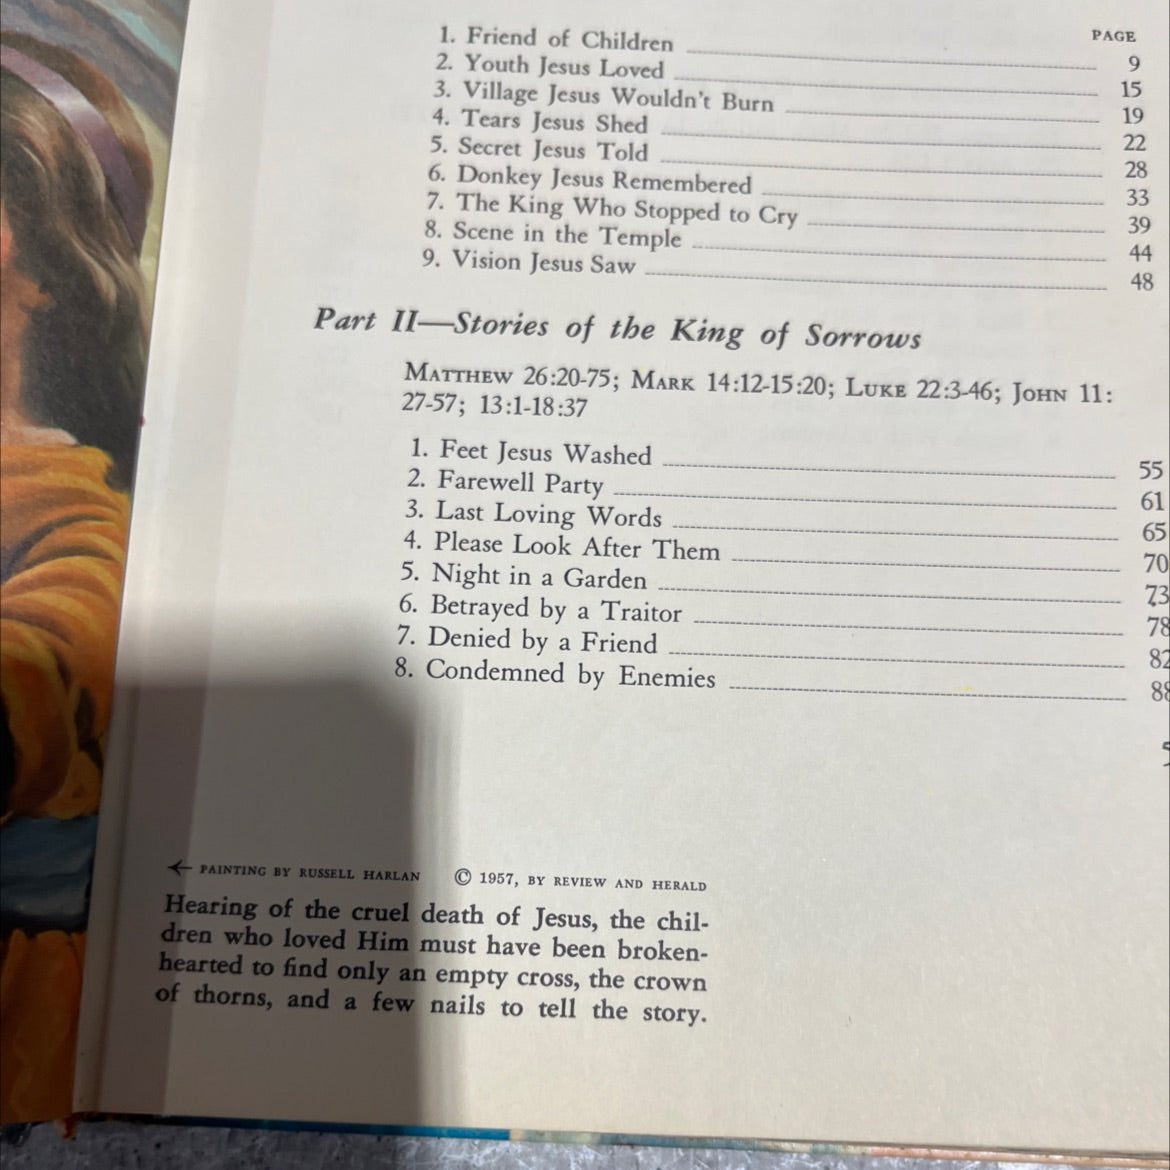 PAGE
1. Friend of Children 9
2. Youth Jesus Loved 15
3. Village Jesus Wouldn't Burn 19
4. Tears Jesus Shed 22
5. Secret Jesus Told 28
6. Donkey Jesus Remembered 33
7. The King Who Stopped to Cry 39
8. Scene in the Temple 44
9. Vision Jesus Saw 48
Part II—Stories of the King of Sorrows
MATTHEW 26:20-75; MARK 14:12-15:20; LUKE 22:3-46; JOHN 11:
27-57; 13:1-18:37
1. Feet Jesus Washed 55
2. Farewell Party 61
3. Last Loving Words 65
4. Please Look After Them 70
5. Night in a Garden 73
6. Betrayed by a Traitor 78
7. Denied by a Friend 82
8. Condemned by Enemies 88
5
← PAINTING BY RUSSELL HARLAN © 1957, BY REVIEW AND HERALD
Hearing of the cruel death of Jesus, the chil-
dren who loved Him must have been broken-
hearted to find only an empty cross, the crown
of thorns, and a few nails to tell the story.